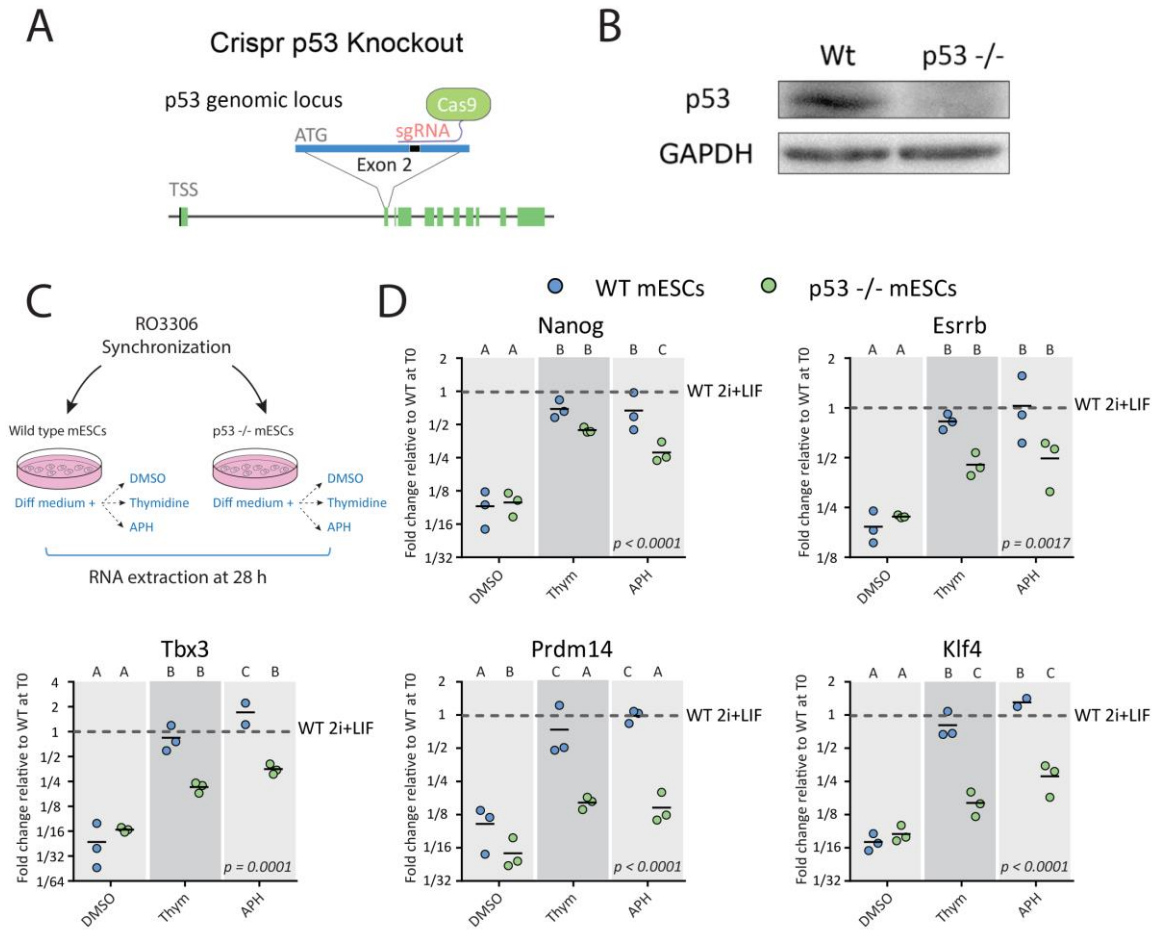 A
Crispr p53 Knockout
p53 genomic locus
Cas9
ATG
sgRNA
Exon 2
TSS
B
Wt
p53 -/-
p53
GAPDH
C
RO3306
Synchronization
Wild type mESCs
p53 -/- mESCs
Diff medium +
DMSO
Thymidine
APH
Diff medium +
DMSO
Thymidine
APH
RNA extraction at 28 h
D
WT mESCs
p53 -/- mESCs
Nanog
A A B B B C
Fold change relative to WT at T0
2
1
1/2
1/4
1/8
1/16
1/32
WT 2i+LIF
p < 0.0001
DMSO
Thym
APH
Esrrb
A A B B B B
Fold change relative to WT at T0
2
1
1/2
1/4
1/8
WT 2i+LIF
p = 0.0017
DMSO
Thym
APH
Tbx3
A A B B C B
Fold change relative to WT at T0
4
2
1
1/2
1/4
1/8
1/16
1/32
1/64
WT 2i+LIF
p = 0.0001
DMSO
Thym
APH
Prdm14
A B C A C A
Fold change relative to WT at T0
2
1
1/2
1/4
1/8
1/16
1/32
WT 2i+LIF
p < 0.0001
DMSO
Thym
APH
Klf4
A A B C B C
Fold change relative to WT at T0
2
1
1/2
1/4
1/8
1/16
1/32
WT 2i+LIF
p < 0.0001
DMSO
Thym
APH